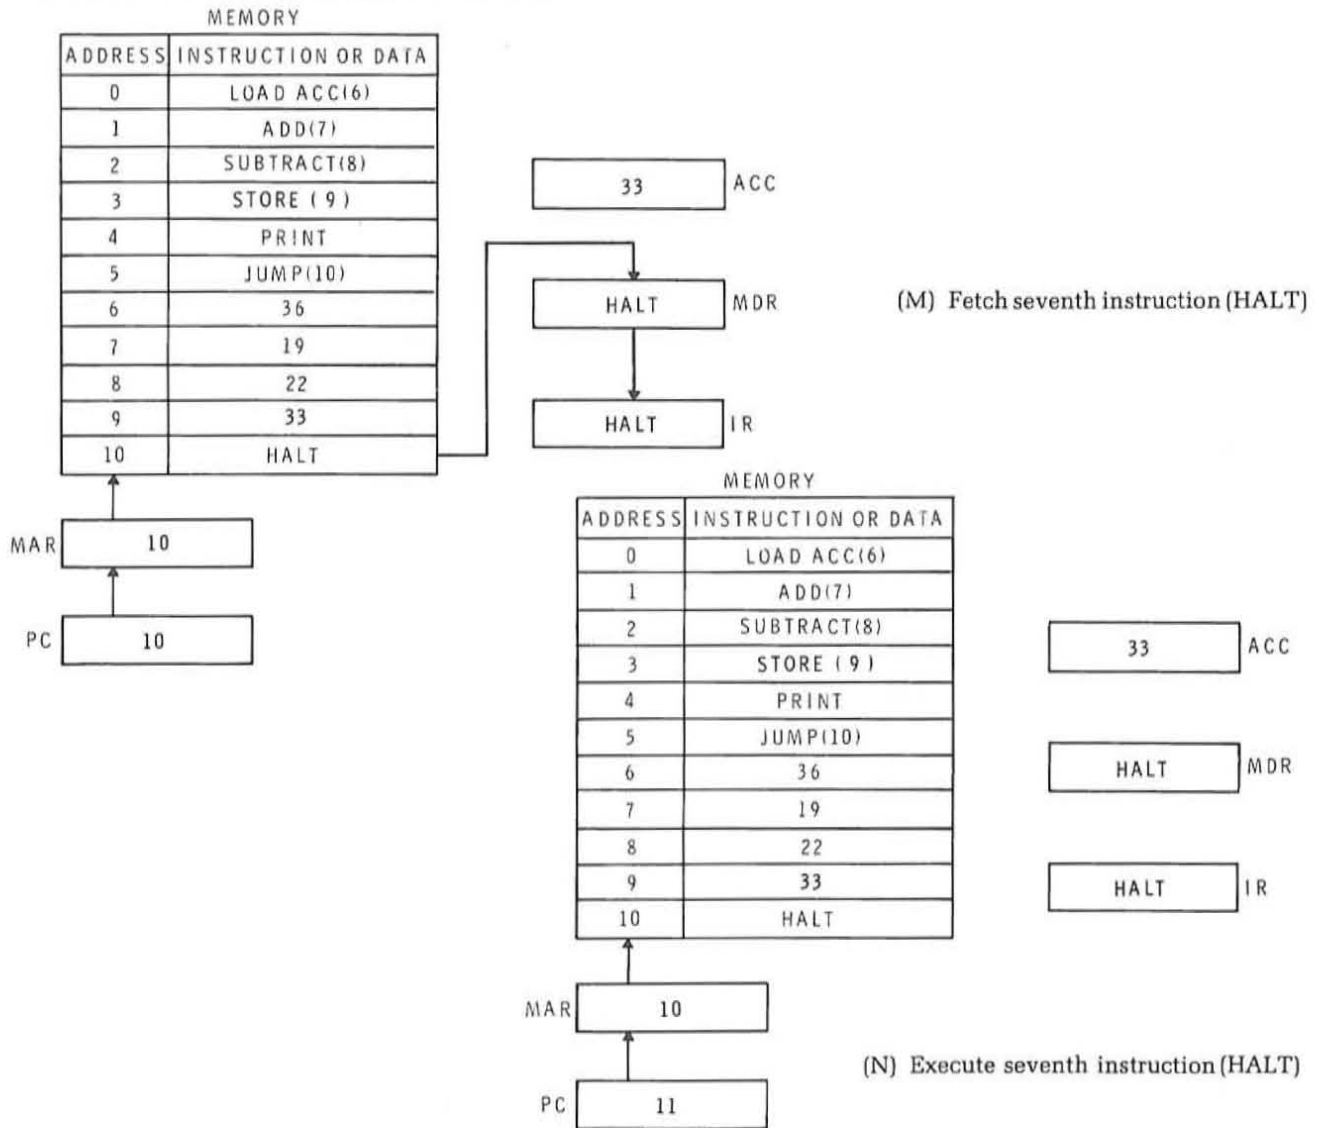 MEMORY
ADDRESS INSTRUCTION OR DATA
0 LOAD ACC(6)
1 ADD(7)
2 SUBTRACT(8)
3 STORE ( 9 )
4 PRINT
5 JUMP(10)
6 36
7 19
8 22
9 33
10 HALT
33 ACC
HALT MDR
HALT IR
MAR 10
PC 10
(M) Fetch seventh instruction (HALT)
MEMORY
ADDRESS INSTRUCTION OR DATA
0 LOAD ACC(6)
1 ADD(7)
2 SUBTRACT(8)
3 STORE ( 9 )
4 PRINT
5 JUMP(10)
6 36
7 19
8 22
9 33
10 HALT
33 ACC
HALT MDR
HALT IR
MAR 10
PC 11
(N) Execute seventh instruction (HALT)